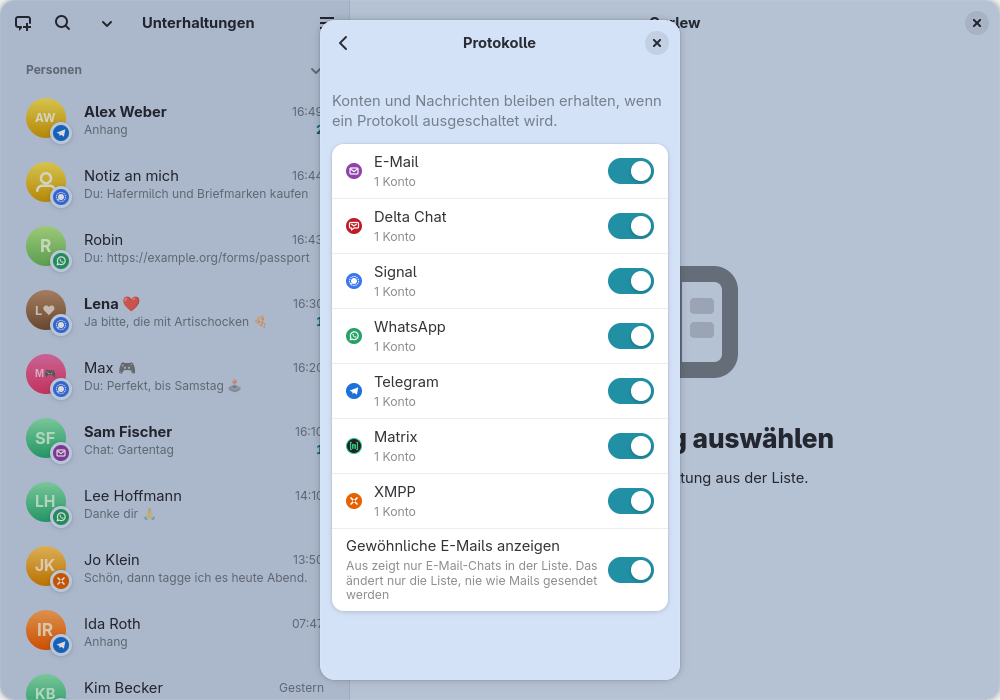 Unterhaltungen
Personen
AW
Alex Weber
16:49
Anhang
Notiz an mich
16:44
Du: Hafermilch und Briefmarken kaufen
R
Robin
16:43
Du: https://example.org/forms/passport
L❤
Lena ❤️
16:30
Ja bitte, die mit Artischocken 🍕
M🎮
Max 🎮
16:20
Du: Perfekt, bis Samstag 🕹️
SF
Sam Fischer
16:10
Chat: Gartentag
LH
Lee Hoffmann
14:10
Danke dir 🙏
JK
Jo Klein
13:50
Schön, dann tagge ich es heute Abend.
IR
Ida Roth
07:47
Anhang
KB
Kim Becker
Gestern
Protokolle
Konten und Nachrichten bleiben erhalten, wenn
ein Protokoll ausgeschaltet wird.
E-Mail
1 Konto
Delta Chat
1 Konto
Signal
1 Konto
WhatsApp
1 Konto
Telegram
1 Konto
Matrix
1 Konto
XMPP
1 Konto
Gewöhnliche E-Mails anzeigen
Aus zeigt nur E-Mail-Chats in der Liste. Das
ändert nur die Liste, nie wie Mails gesendet
werden
auswählen
aus der Liste.